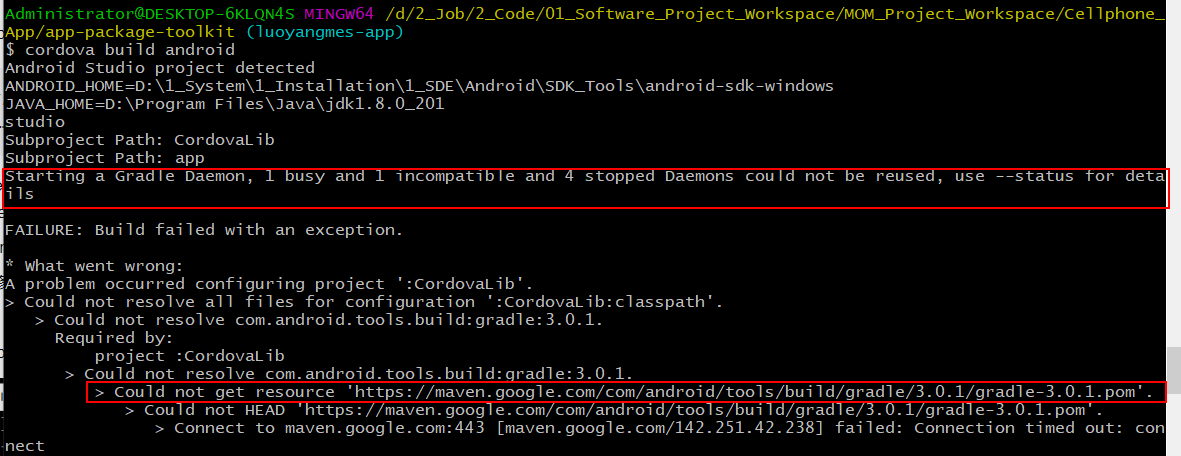 Administrator@DESKTOP-6KLQN4S MINGW64 /d/2_Job/2_Code/01_Software_Project_Workspace/MOM_Project_Workspace/Cellphone_
App/app-package-toolkit (luoyangmes-app)
$ cordova build android
Android Studio project detected
ANDROID_HOME=D:\1_System\1_Installation\1_SDE\Android\SDK_Tools\android-sdk-windows
JAVA_HOME=D:\Program Files\Java\jdk1.8.0_201
studio
Subproject Path: CordovaLib
Subproject Path: app
Starting a Gradle Daemon, 1 busy and 1 incompatible and 4 stopped Daemons could not be reused, use --status for deta
ils
FAILURE: Build failed with an exception.
* What went wrong:
A problem occurred configuring project ':CordovaLib'.
> Could not resolve all files for configuration ':CordovaLib:classpath'.
> Could not resolve com.android.tools.build:gradle:3.0.1.
Required by:
project :CordovaLib
> Could not resolve com.android.tools.build:gradle:3.0.1.
> Could not get resource 'https://maven.google.com/com/android/tools/build/gradle/3.0.1/gradle-3.0.1.pom'.
> Could not HEAD 'https://maven.google.com/com/android/tools/build/gradle/3.0.1/gradle-3.0.1.pom'.
> Connect to maven.google.com:443 [maven.google.com/142.251.42.238] failed: Connection timed out: con
nect